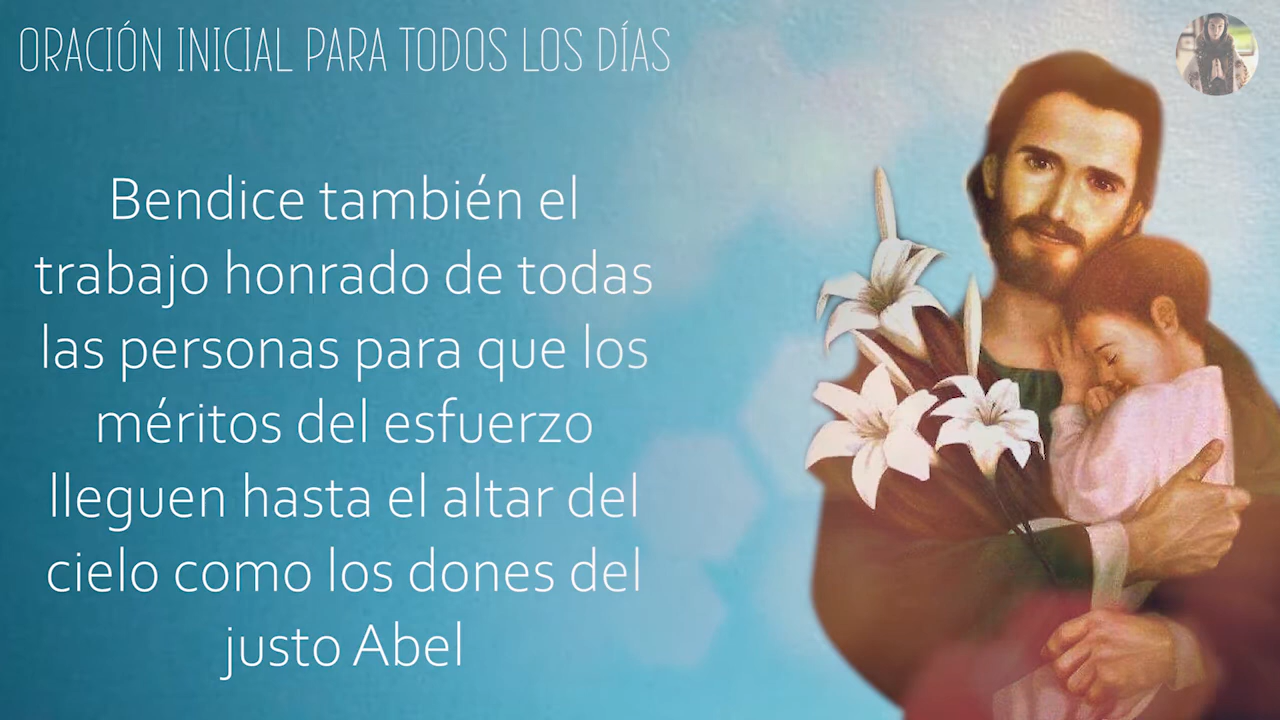 ORACIÓN INICIAL PARA TODOS LOS DÍAS
Bendice también el
trabajo honrado de todas
las personas para que los
méritos del esfuerzo
lleguen hasta el altar del
cielo como los dones del
justo Abel